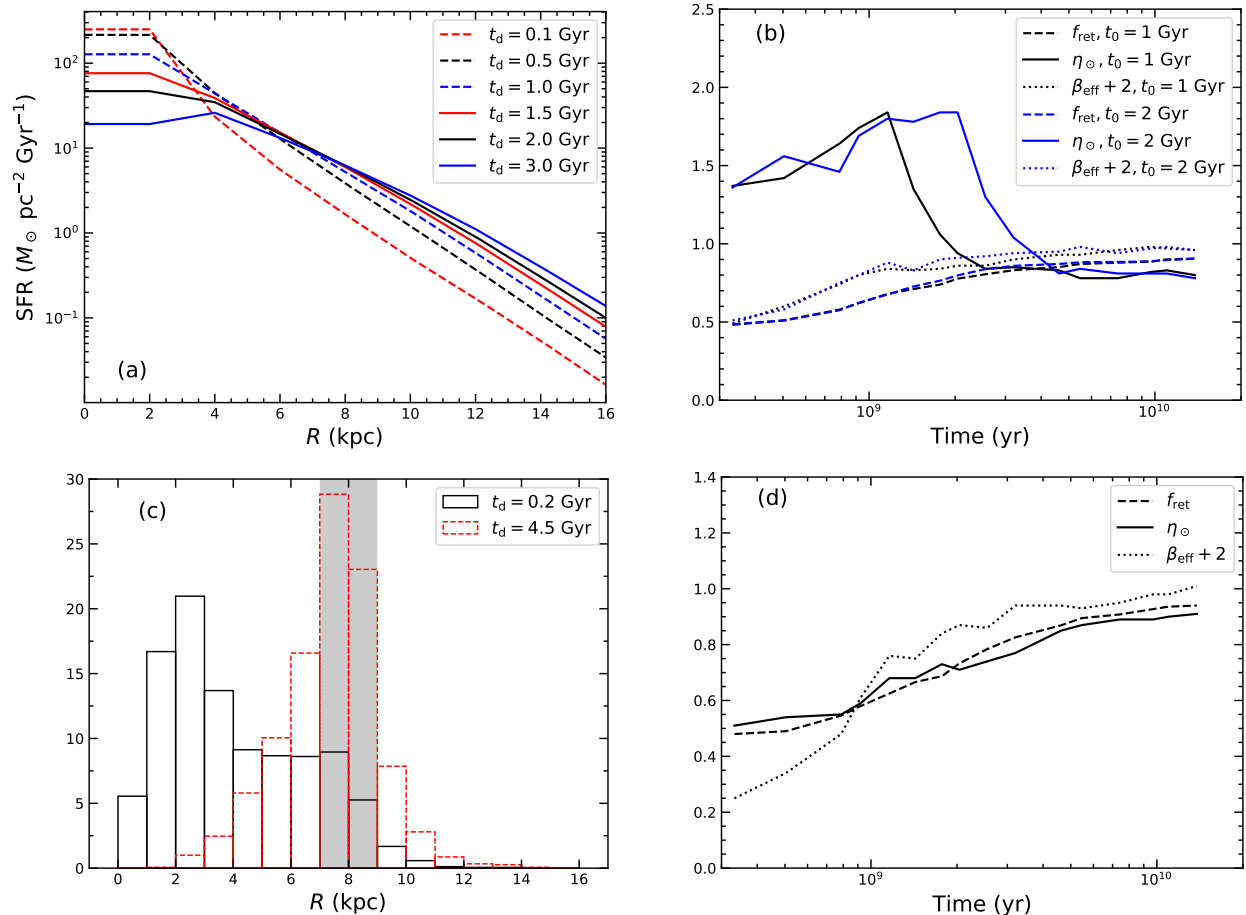 SFR (M⊙ pc⁻² Gyr⁻¹)
10²
10¹
10⁰
10⁻¹
t_d = 0.1 Gyr
t_d = 0.5 Gyr
t_d = 1.0 Gyr
t_d = 1.5 Gyr
t_d = 2.0 Gyr
t_d = 3.0 Gyr
(a)
0 2 4 6 8 10 12 14 16
R (kpc)
2.5
2.0
1.5
1.0
0.5
0.0
(b)
f_ret, t₀ = 1 Gyr
η⊙, t₀ = 1 Gyr
β_eff + 2, t₀ = 1 Gyr
f_ret, t₀ = 2 Gyr
η⊙, t₀ = 2 Gyr
β_eff + 2, t₀ = 2 Gyr
10⁹ 10¹⁰
Time (yr)
30
25
20
15
10
5
0
(c)
t_d = 0.2 Gyr
t_d = 4.5 Gyr
0 2 4 6 8 10 12 14 16
R (kpc)
1.4
1.2
1.0
0.8
0.6
0.4
0.2
0.0
(d)
f_ret
η⊙
β_eff + 2
10⁹ 10¹⁰
Time (yr)